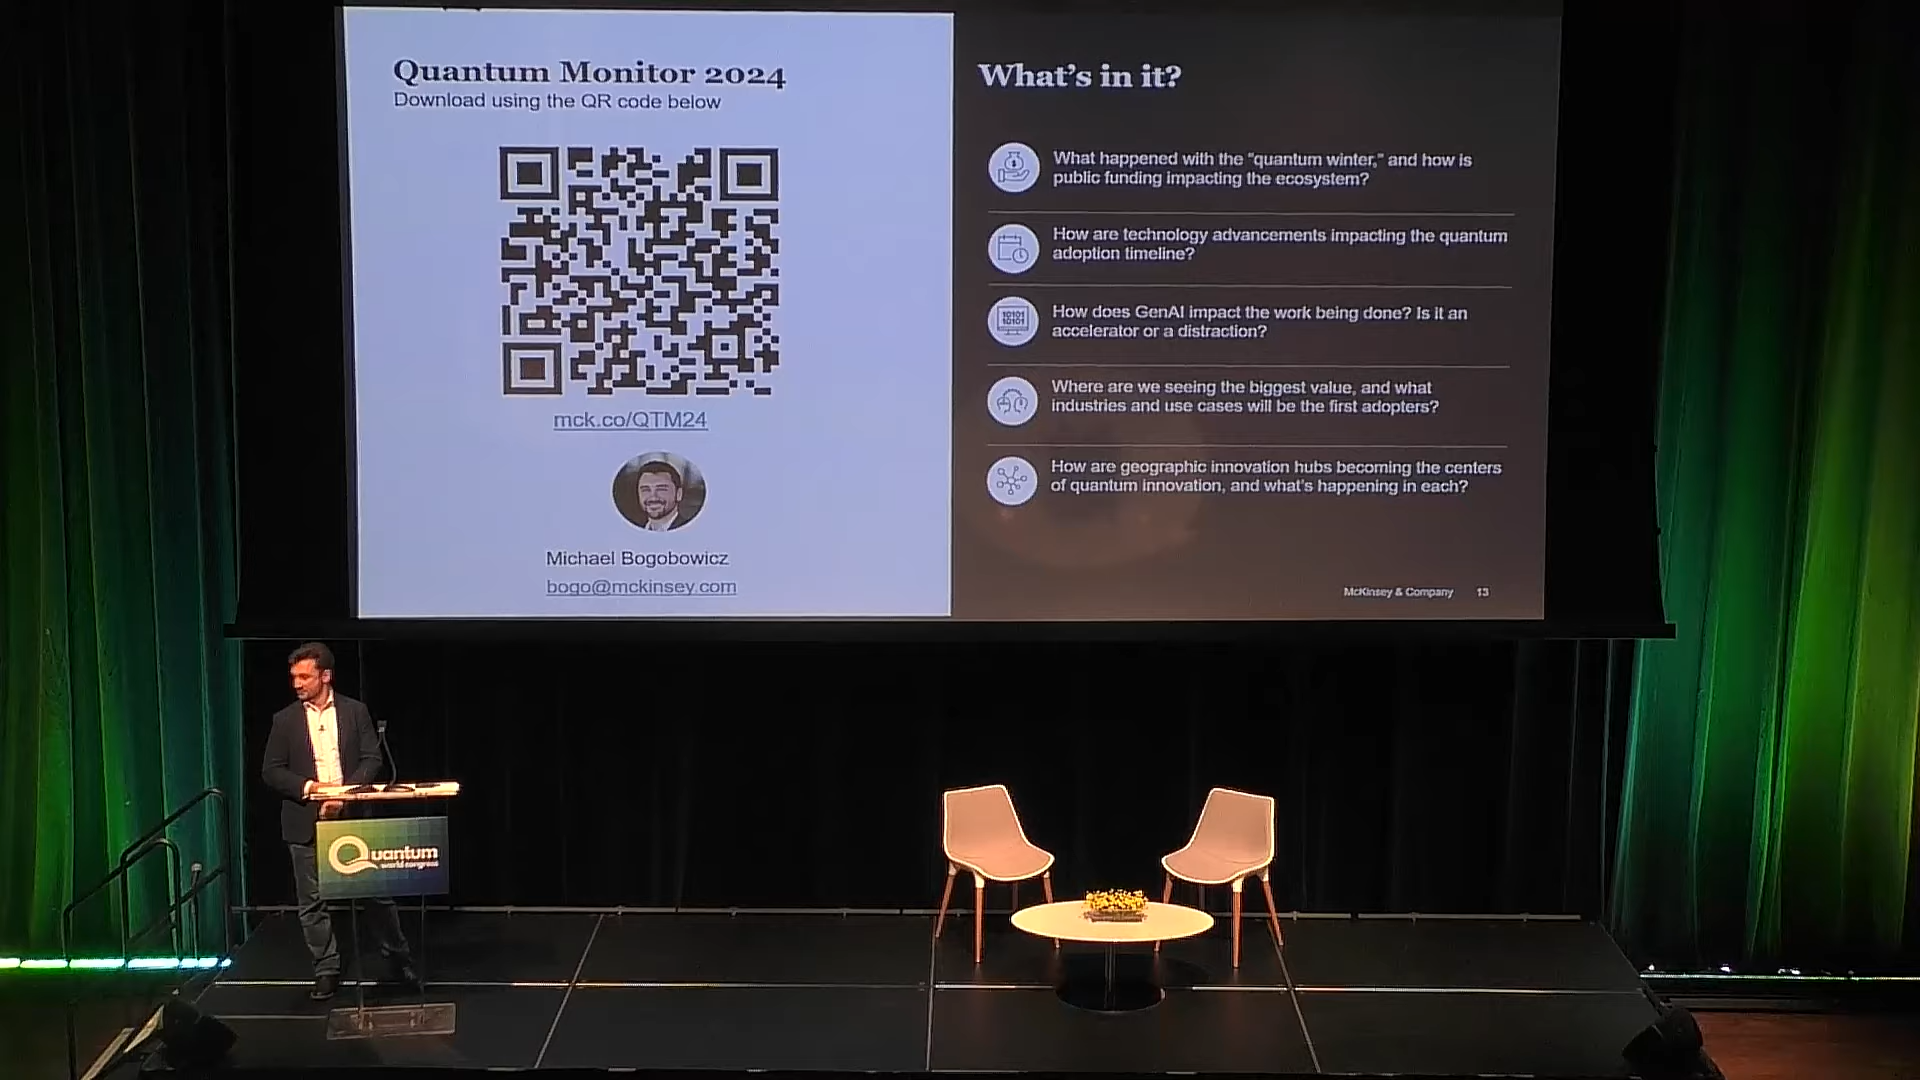 Quantum Monitor 2024
Download using the QR code below
mck.co/QTM24
Michael Bogobowicz
bogo@mckinsey.com
What's in it?
What happened with the "quantum winter," and how is
public funding impacting the ecosystem?
How are technology advancements impacting the quantum
adoption timeline?
10101
10101
How does GenAI impact the work being done? Is it an
accelerator or a distraction?
Where are we seeing the biggest value, and what
industries and use cases will be the first adopters?
How are geographic innovation hubs becoming the centers
of quantum innovation, and what's happening in each?
McKinsey & Company 13
Quantum
world congress